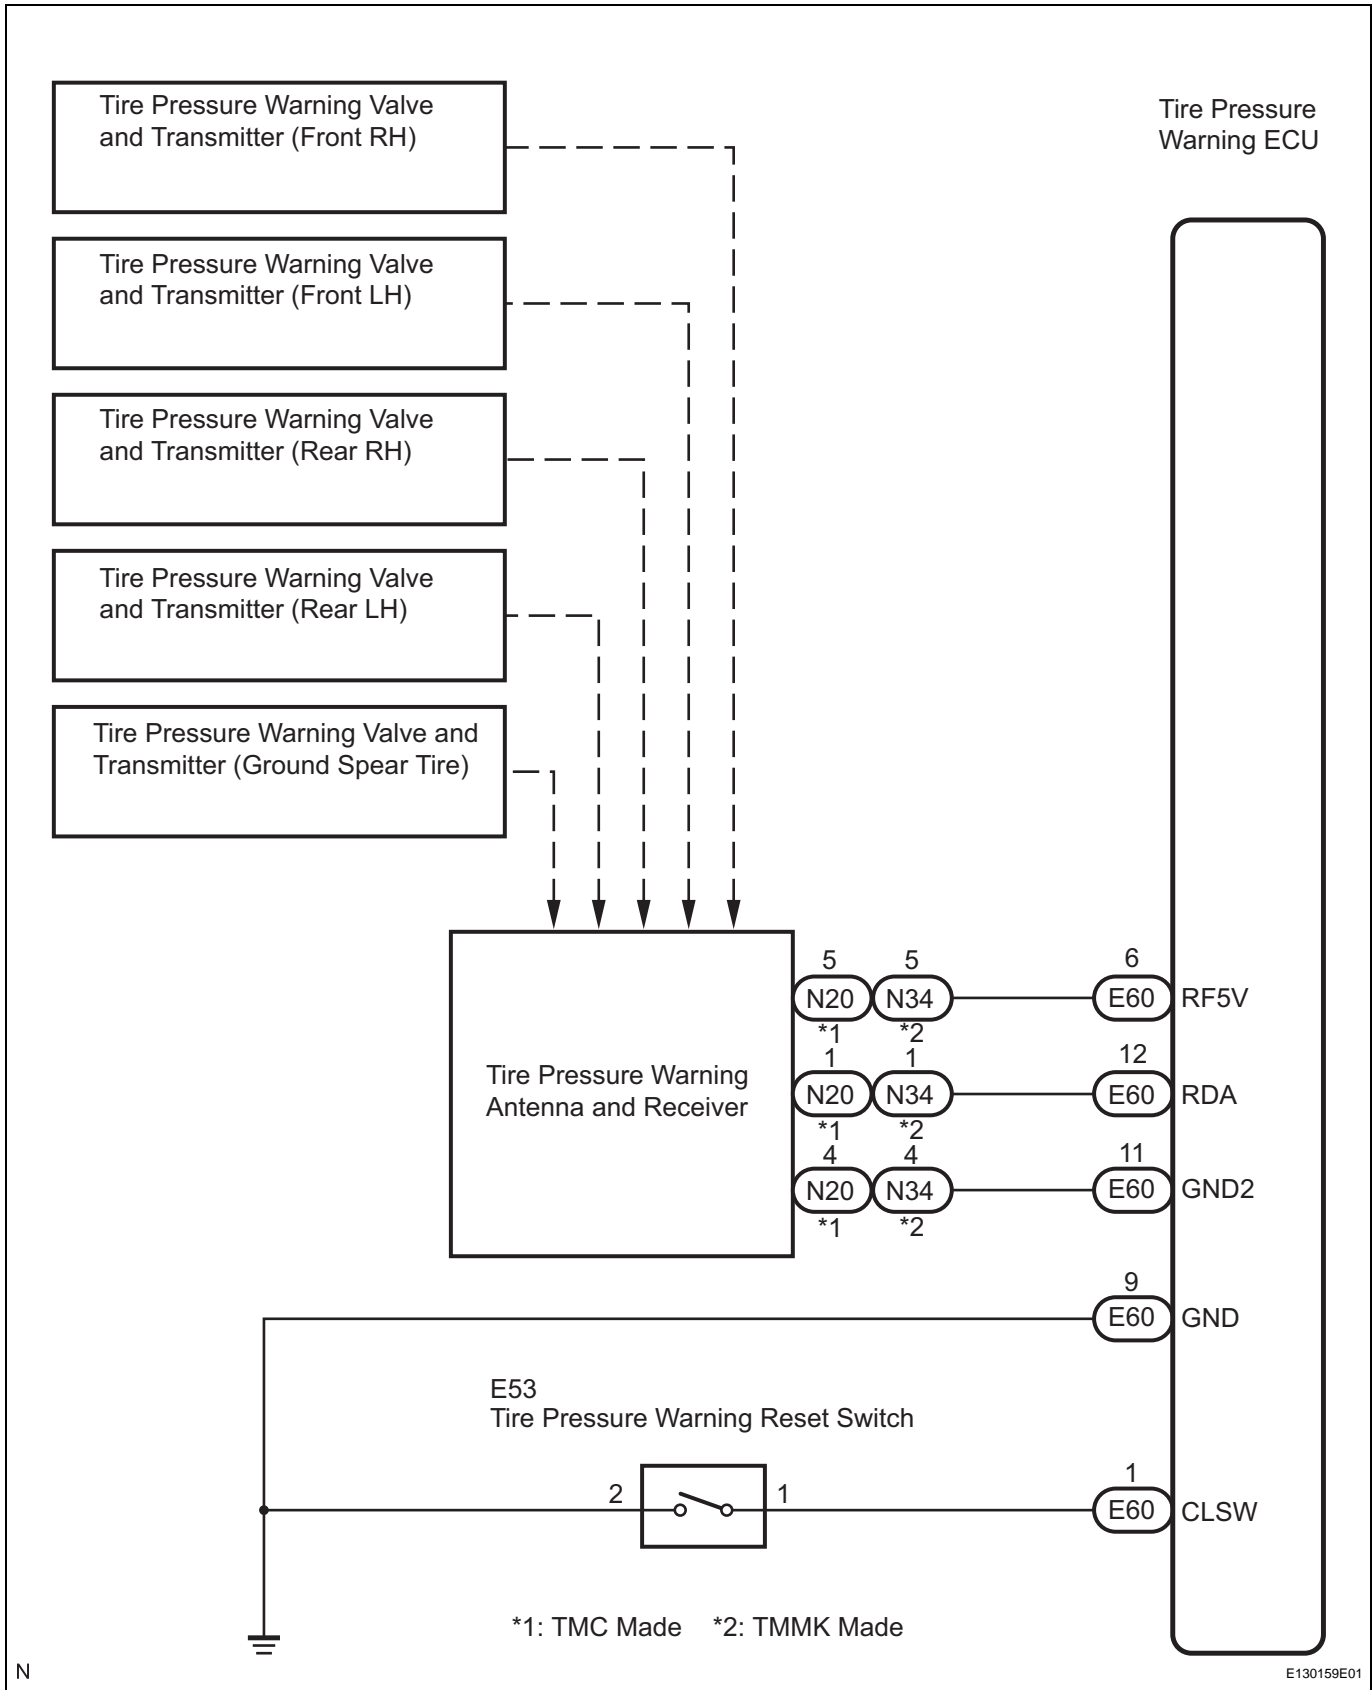 Tire Pressure Warning Valve
and Transmitter (Front RH)
Tire Pressure
Warning ECU
Tire Pressure Warning Valve
and Transmitter (Front LH)
Tire Pressure Warning Valve
and Transmitter (Rear RH)
Tire Pressure Warning Valve
and Transmitter (Rear LH)
Tire Pressure Warning Valve and
Transmitter (Ground Spear Tire)
5 5 6
N20 N34 E60 RF5V
*1 *2
1 1 12
Tire Pressure Warning
Antenna and Receiver
N20 N34 E60 RDA
*1 *2
4 4 11
N20 N34 E60 GND2
*1 *2
9
E60 GND
E53
Tire Pressure Warning Reset Switch
2 1 1
E60 CLSW
*1: TMC Made *2: TMMK Made
N
E130159E01